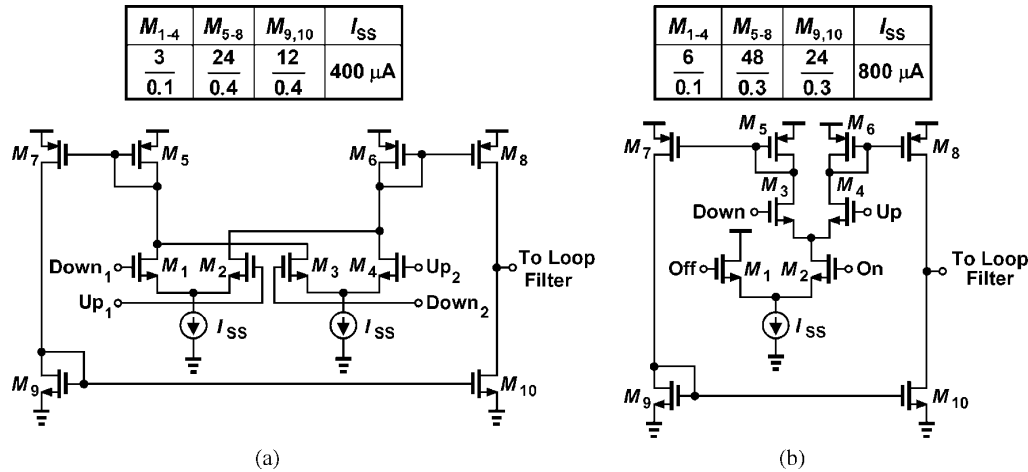 M1-4 M5-8 M9,10 ISS
3/0.1 24/0.4 12/0.4 400 µA
M7 M5 M6 M8
Down1 M1 M2 M3 M4 Up2
Up1 Down2
To Loop
Filter
ISS ISS
M9 M10
(a)
M1-4 M5-8 M9,10 ISS
6/0.1 48/0.3 24/0.3 800 µA
M7 M5 M6 M8
M3 M4
Down Up
Off M1 M2 On
To Loop
Filter
ISS
M9 M10
(b)